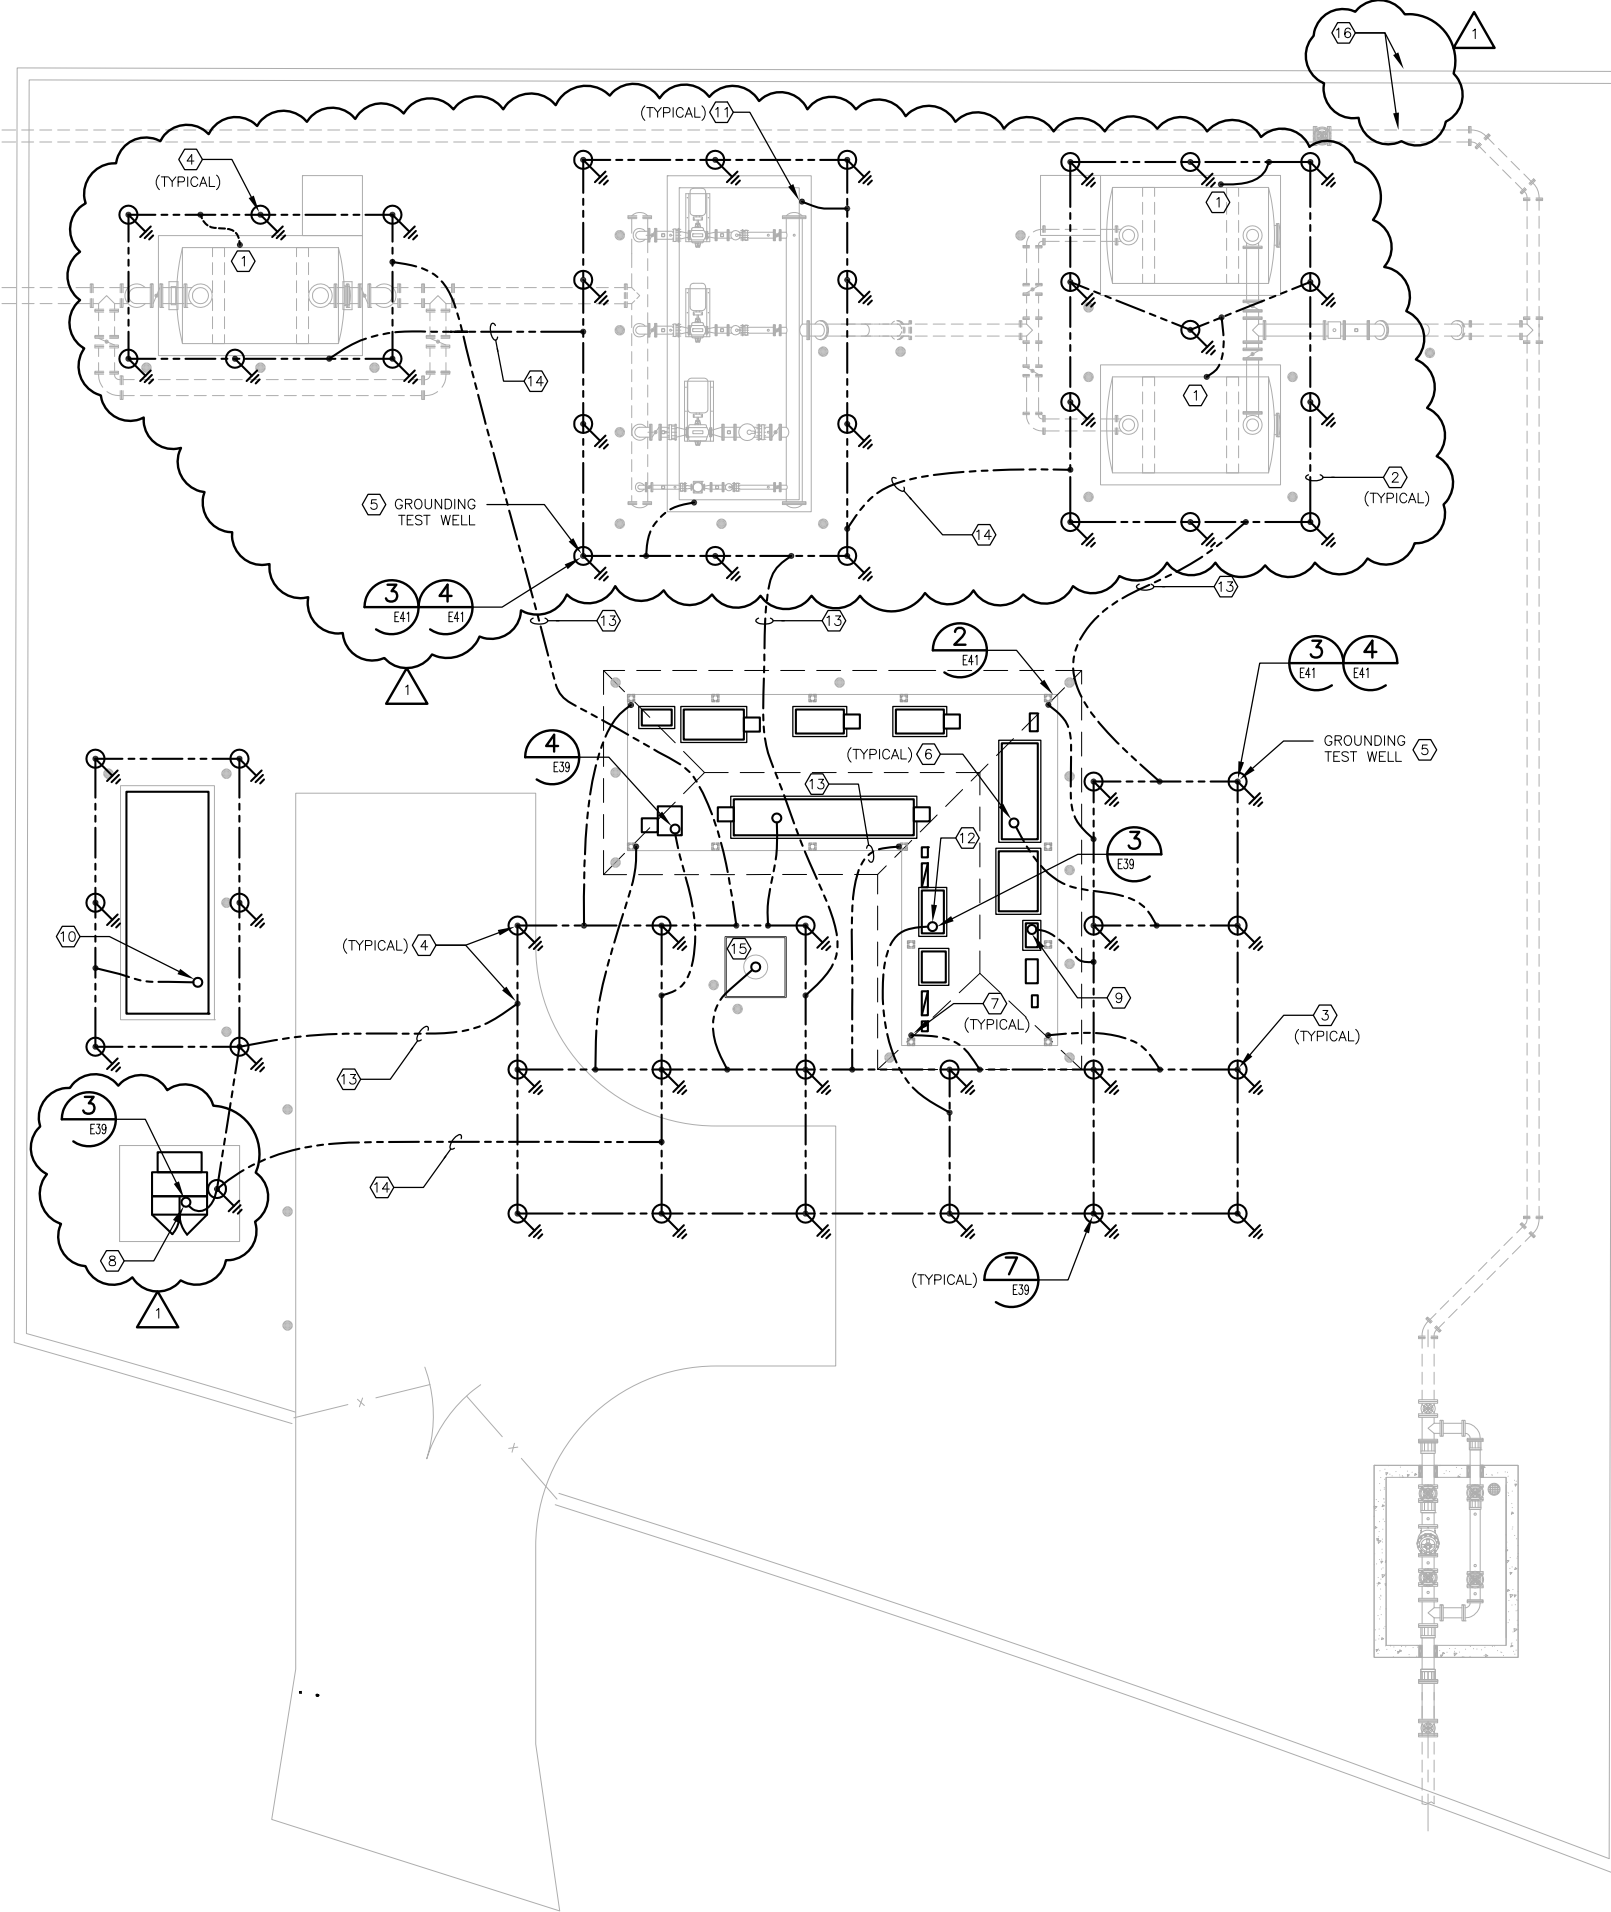 16
1
(TYPICAL) 11
4
(TYPICAL)
1
1
1
14
2
(TYPICAL)
5 GROUNDING
TEST WELL
14
3 4
E41 E41
13
13
13
1
2
E41
3 4
E41 E41
4
E39
(TYPICAL) 6
GROUNDING 5
TEST WELL
13
12
3
E39
10
(TYPICAL) 4
15
7
(TYPICAL)
9
3
(TYPICAL)
13
3
E39
14
8
(TYPICAL) 7
E39
1
X
X